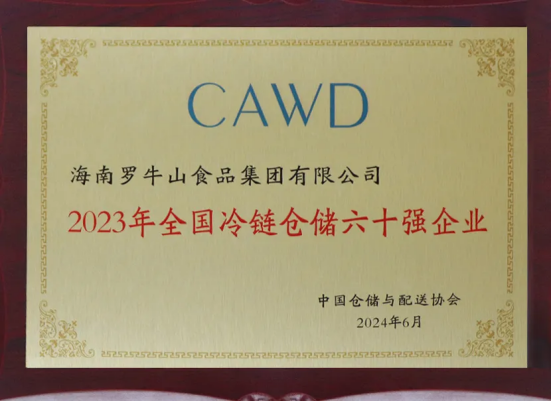 CAWD
海南罗牛山食品集团有限公司
2023年全国冷链仓储六十强企业
中国仓储与配送协会
2024年6月